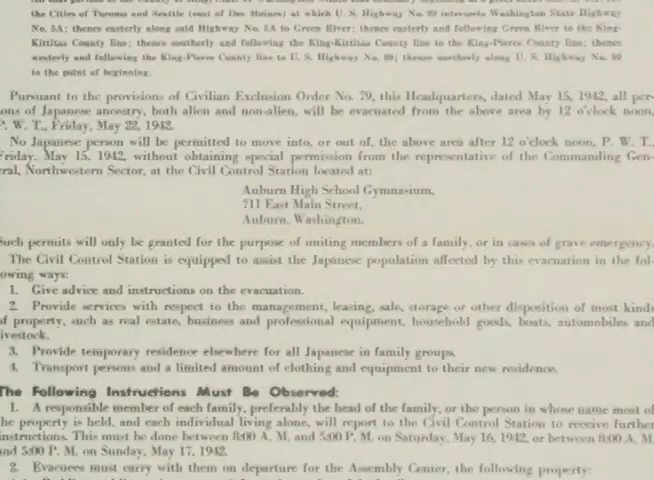 the Cities of Tacoma and Seattle (east of Des Moines) at which U. S. Highway No. 99 intersects Washington State Highway
No. 5A; thence easterly along said Highway No. 5A to Green River; thence easterly and following Green River to the King-
Kittitas County line; thence southerly and following the King-Kittitas County line to the King-Pierce County line; thence
westerly and following the King-Pierce County line to U. S. Highway No. 99; thence northerly along U. S. Highway No. 99
to the point of beginning.
Pursuant to the provisions of Civilian Exclusion Order No. 79, this Headquarters, dated May 15, 1942, all per-
ons of Japanese ancestry, both alien and non-alien, will be evacuated from the above area by 12 o'clock noon,
P. W. T., Friday, May 22, 1942.
No Japanese person will be permitted to move into, or out of, the above area after 12 o'clock noon, P. W. T.,
Friday, May 15, 1942, without obtaining special permission from the representative of the Commanding Gen-
eral, Northwestern Sector, at the Civil Control Station located at:
Auburn High School Gymnasium,
711 East Main Street,
Auburn, Washington.
Such permits will only be granted for the purpose of uniting members of a family, or in cases of grave emergency.
The Civil Control Station is equipped to assist the Japanese population affected by this evacuation in the fol-
owing ways:
1. Give advice and instructions on the evacuation.
2. Provide services with respect to the management, leasing, sale, storage or other disposition of most kinds
of property, such as real estate, business and professional equipment, household goods, boats, automobiles and
ivestock.
3. Provide temporary residence elsewhere for all Japanese in family groups.
4. Transport persons and a limited amount of clothing and equipment to their new residence.
The Following Instructions Must Be Observed:
1. A responsible member of each family, preferably the head of the family, or the person in whose name most of
the property is held, and each individual living alone, will report to the Civil Control Station to receive further
instructions. This must be done between 8:00 A. M. and 5:00 P. M. on Saturday, May 16, 1942, or between 8:00 A. M.
and 5:00 P. M. on Sunday, May 17, 1942.
2. Evacuees must carry with them on departure for the Assembly Center, the following property: